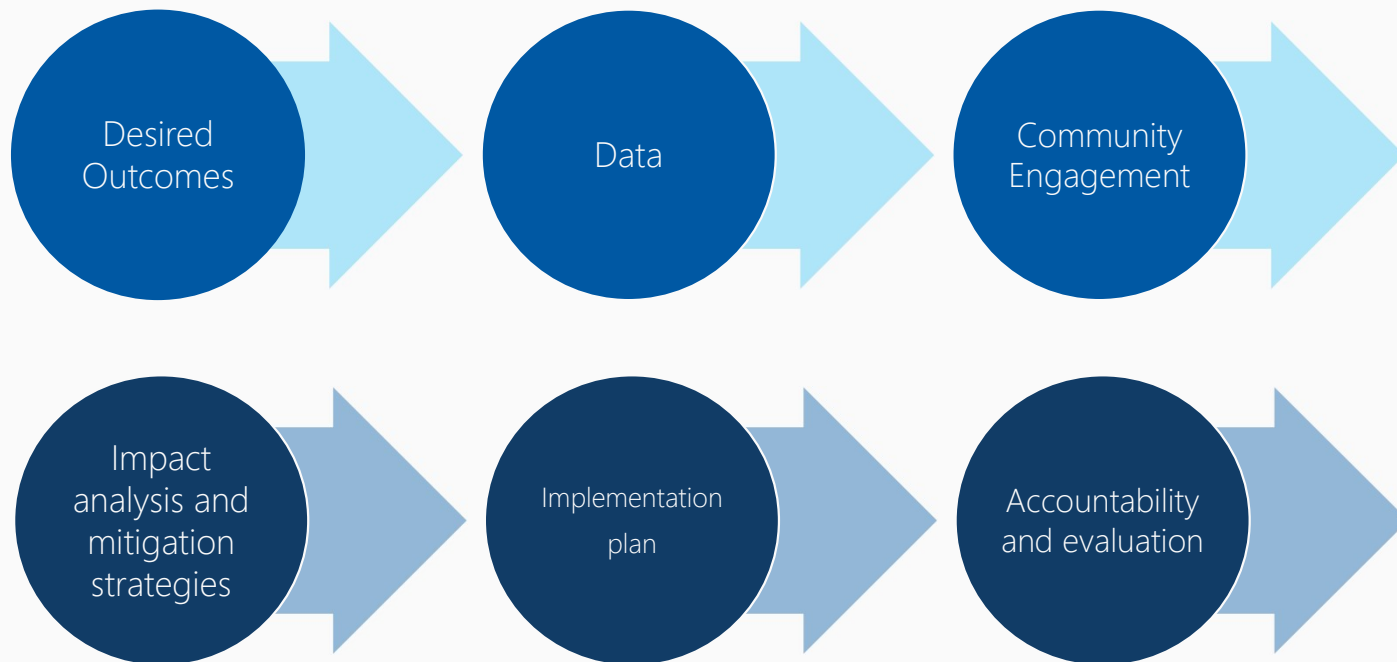 Desired
Outcomes
Data
Community
Engagement
Impact
analysis and
mitigation
strategies
Implementation
plan
Accountability
and evaluation